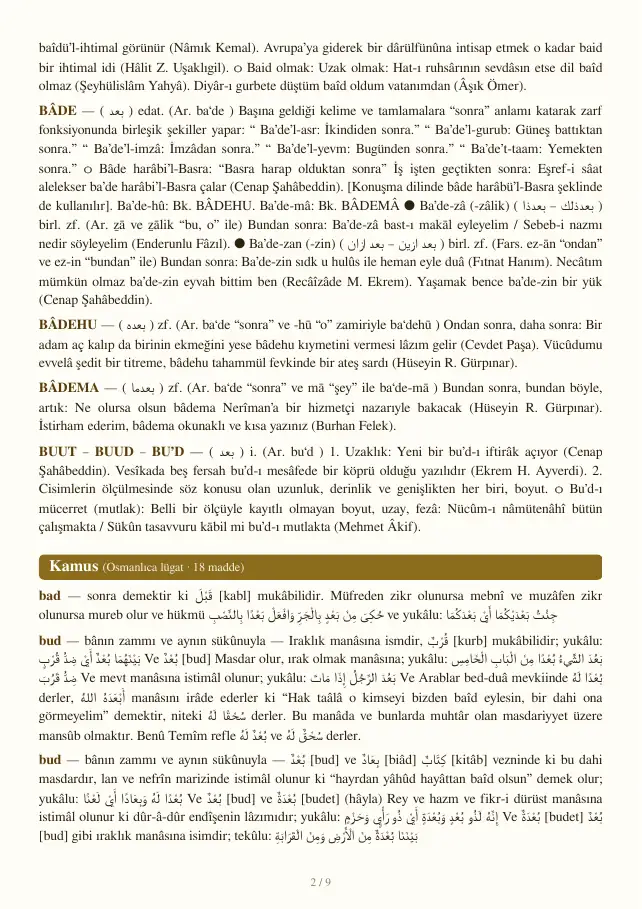 baîdü’l-ihtimal görünür (Nâmık Kemal). Avrupa’ya giderek bir dârülfünûna intisap etmek o kadar baid
bir ihtimal idi (Hâlit Z. Uşaklıgil). о Baid olmak: Uzak olmak: Hat-ı ruhsârının sevdâsın etse dil baîd
olmaz (Şeyhülislâm Yahyâ). Diyâr-ı gurbete düştüm baîd oldum vatanımdan (Âşık Ömer).
BÂDE — ( بعد ) edat. (Ar. ba‘de ) Başına geldiği kelime ve tamlamalara “sonra” anlamı katarak zarf
fonksiyonunda birleşik şekiller yapar: “ Ba’de’l-asr: İkindiden sonra.” “ Ba’de’l-gurub: Güneş battıktan
sonra.” “ Ba’de’l-imzâ: İmzâdan sonra.” “ Ba’de’l-yevm: Bugünden sonra.” “ Ba’de’t-taam: Yemekten
sonra.” о Bâde harâbi’l-Basra: “Basra harap olduktan sonra” İş işten geçtikten sonra: Eşref-i sâat
alelekser ba’de harâbi’l-Basra çalar (Cenap Şahâbeddin). [Konuşma dilinde bâde harâbü’l-Basra şeklinde
de kullanılır]. Ba’de-hû: Bk. BÂDEHU. Ba’de-mâ: Bk. BÂDEMÂ ● Ba’de-zâ (-zâlik) ( بعدذلك – بعدذا )
birl. zf. (Ar. ẕā ve ẕālik “bu, o” ile) Bundan sonra: Ba’de-zâ bast-ı makāl eyleyelim / Sebeb-i nazmı
nedir söyleyelim (Enderunlu Fâzıl). ● Ba’de-zan (-zin) ( بعد ازين – بعد ازان ) birl. zf. (Fars. ez-ān “ondan”
ve ez-in “bundan” ile) Bundan sonra: Ba’de-zin sıdk u hulûs ile heman eyle duâ (Fıtnat Hanım). Necâtım
mümkün olmaz ba’de-zin eyvah bittim ben (Recâîzâde M. Ekrem). Yaşamak bence ba’de-zin bir yük
(Cenap Şahâbeddin).
BÂDEHU — ( بعده ) zf. (Ar. ba‘de “sonra” ve -hū “o” zamiriyle ba‘dehū ) Ondan sonra, daha sonra: Bir
adam aç kalıp da birinin ekmeğini yese bâdehu kıymetini vermesi lâzım gelir (Cevdet Paşa). Vücûdumu
evvelâ şedit bir titreme, bâdehu tahammül fevkinde bir ateş sardı (Hüseyin R. Gürpınar).
BÂDEMA — ( بعدما ) zf. (Ar. ba‘de “sonra” ve mā “şey” ile ba‘de-mā ) Bundan sonra, bundan böyle,
artık: Ne olursa olsun bâdema Nerîman’a bir hizmetçi nazarıyle bakacak (Hüseyin R. Gürpınar).
İstirham ederim, bâdema okunaklı ve kısa yazınız (Burhan Felek).
BUUT – BUUD – BU’D — ( بعد ) i. (Ar. bu‘d ) 1. Uzaklık: Yeni bir bu’d-ı iftirâk açıyor (Cenap
Şahâbeddin). Vesîkada beş fersah bu’d-ı mesâfede bir köprü olduğu yazılıdır (Ekrem H. Ayverdi). 2.
Cisimlerin ölçülmesinde söz konusu olan uzunluk, derinlik ve genişlikten her biri, boyut. о Bu’d-ı
mücerret (mutlak): Belli bir ölçüyle kayıtlı olmayan boyut, uzay, fezâ: Nücûm-ı nâmütenâhî bütün
çalışmakta / Sükûn tasavvuru kābil mi bu’d-ı mutlakta (Mehmet Âkif).
Kamus (Osmanlıca lügat · 18 madde)
bad — sonra demektir ki قَبْلَ [kabl] mukâbilidir. Müfreden zikr olunursa mebnî ve muzâfen zikr
olunursa mureb olur ve hükmü حُكِيَ مِنْ بَعْدٍ بِالْجَرِّ وَافْعَلْ بَعْدًا بِالنَّصْبِ ve yukâlu: جِئْتُ بَعْدَيْكُمَا أَيْ بَعْدَكُمَا
bud — bânın zammı ve aynın sükûnuyla — Iraklık manâsına ismdir, قُرْبٌ [kurb] mukâbilidir; yukâlu:
بَيْنَهُمَا بُعْدٌ أَيْ ضِدُّ قُرْبٍ Ve بُعْدٌ [bud] Masdar olur, ırak olmak manâsına; yukâlu: بَعُدَ الشَّيْءُ بُعْدًا مِنَ الْبَابِ الْخَامِسِ
ضِدُّ قَرُبَ Ve mevt manâsına istimâl olunur; yukâlu: بَعُدَ الرَّجُلُ إِذَا مَاتَ Ve Arablar bed-duâ mevkiinde بُعْدًا لَهُ
derler, أَبْعَدَهُ اللهُ manâsını irâde ederler ki “Hak taâlâ o kimseyi bizden baîd eylesin, bir dahi ona
görmeyelim” demektir, niteki سُحْقًا لَهُ derler. Bu manâda ve bunlarda muhtâr olan masdariyyet üzere
mansûb olmaktır. Benû Temîm refle بُعْدٌ لَهُ ve سُحْقٌ لَهُ derler.
bud — bânın zammı ve aynın sükûnuyla — بُعْدٌ [bud] ve بِعَادٌ [biâd] كِتَابٌ [kitâb] vezninde ki bu dahi
masdardır, lan ve nefrîn marizinde istimâl olunur ki “hayrdan yâhûd hayâttan baîd olsun” demek olur;
yukâlu: بُعْدًا لَهُ وَبِعَادًا أَيْ لَعْنًا Ve بُعْدٌ [bud] ve بُعْدَةٌ [budet] (hâyla) Rey ve hazm ve fikr-i dürüst manâsına
istimâl olunur ki dûr-â-dûr endîşenin lâzımıdır; yukâlu: إِنَّهُ لَذُو بُعْدٍ وَبُعْدَةٍ أَيْ ذُو رَأْيٍ وَحَزْمٍ Ve بُعْدَةٌ [budet] بُعْدٌ
[bud] gibi ıraklık manâsına isimdir; tekûlu: بَيْنَنَا بُعْدَةٌ مِنَ الْأَرْضِ وَمِنَ الْقَرَابَةِ
2 / 9